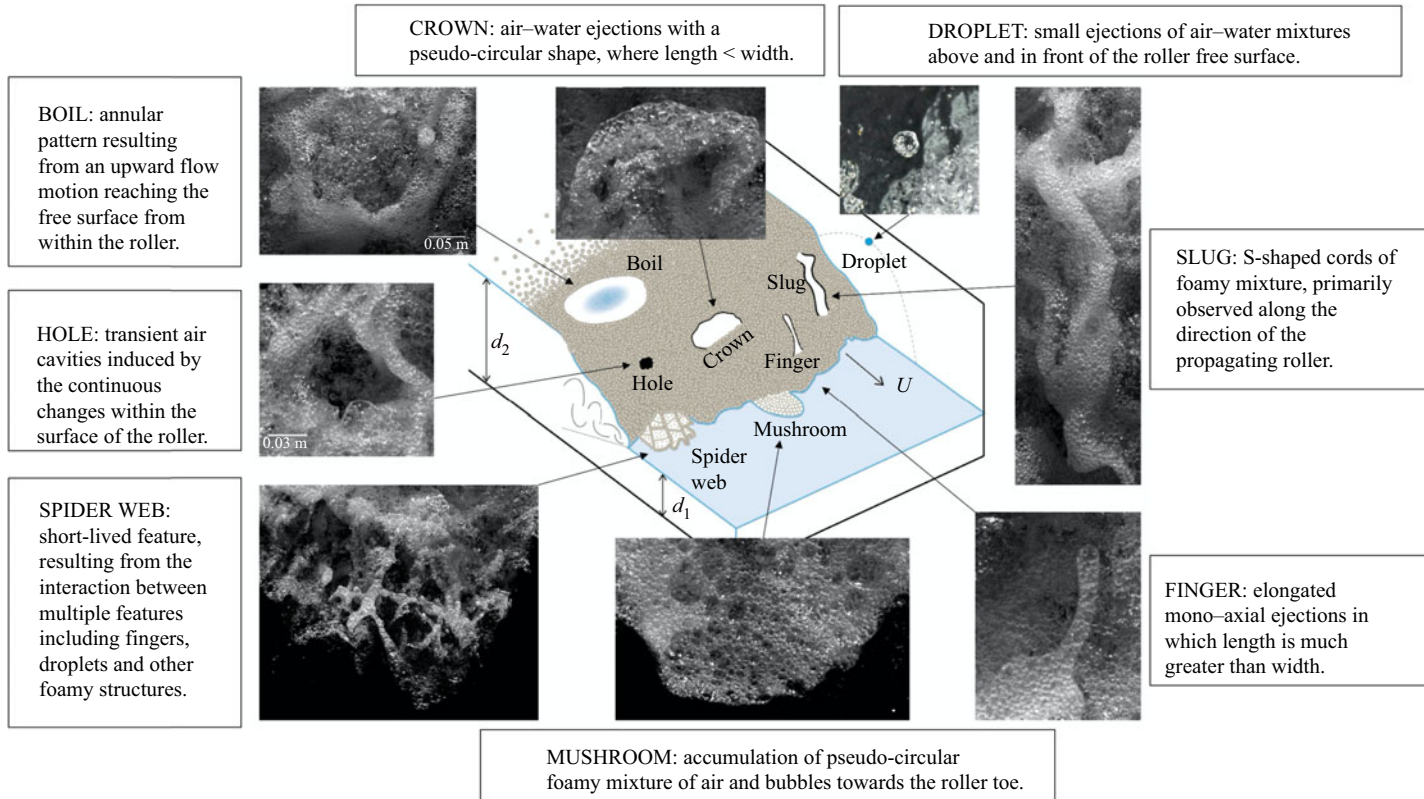 CROWN: air–water ejections with a
pseudo-circular shape, where length < width.
DROPLET: small ejections of air–water mixtures
above and in front of the roller free surface.
BOIL: annular
pattern resulting
from an upward flow
motion reaching the
free surface from
within the roller.
0.05 m
HOLE: transient air
cavities induced by
the continuous
changes within the
surface of the roller.
0.03 m
SPIDER WEB:
short-lived feature,
resulting from the
interaction between
multiple features
including fingers,
droplets and other
foamy structures.
Boil
Slug
Droplet
Crown
Finger
Hole
Mushroom
Spider
web
d2
d1
U
SLUG: S-shaped cords of
foamy mixture, primarily
observed along the
direction of the
propagating roller.
FINGER: elongated
mono–axial ejections in
which length is much
greater than width.
MUSHROOM: accumulation of pseudo-circular
foamy mixture of air and bubbles towards the roller toe.